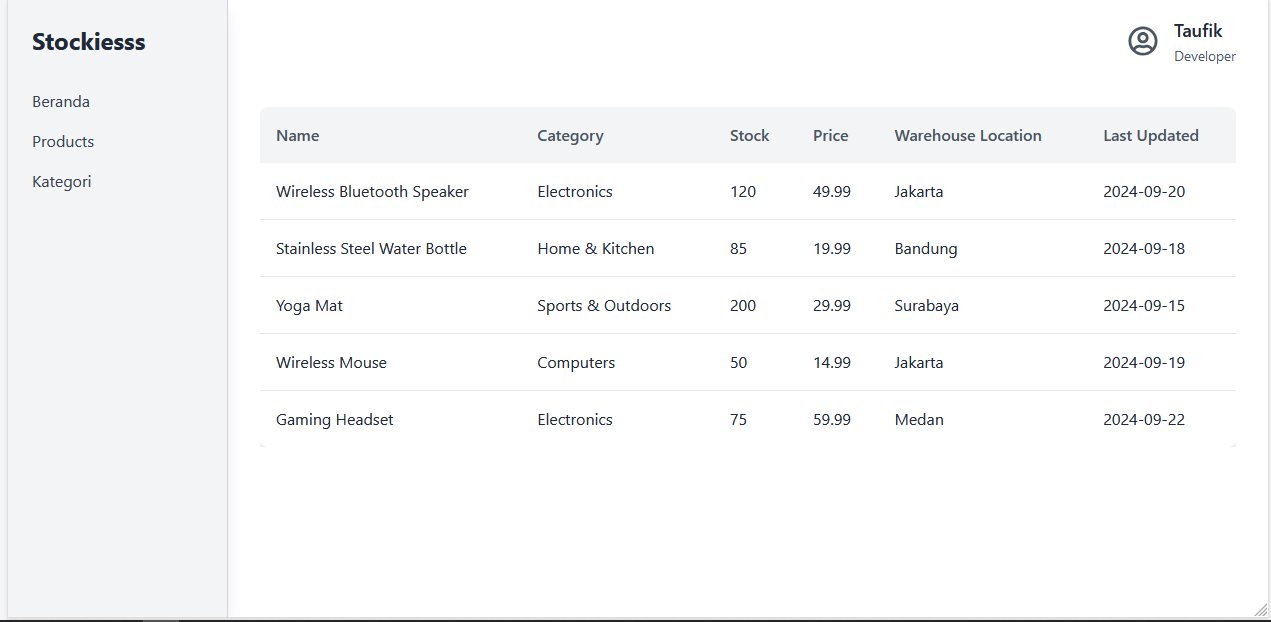 Stockiesss
Beranda
Products
Kategori
Taufik
Developer
Name Category Stock Price Warehouse Location Last Updated
Wireless Bluetooth Speaker Electronics 120 49.99 Jakarta 2024-09-20
Stainless Steel Water Bottle Home & Kitchen 85 19.99 Bandung 2024-09-18
Yoga Mat Sports & Outdoors 200 29.99 Surabaya 2024-09-15
Wireless Mouse Computers 50 14.99 Jakarta 2024-09-19
Gaming Headset Electronics 75 59.99 Medan 2024-09-22